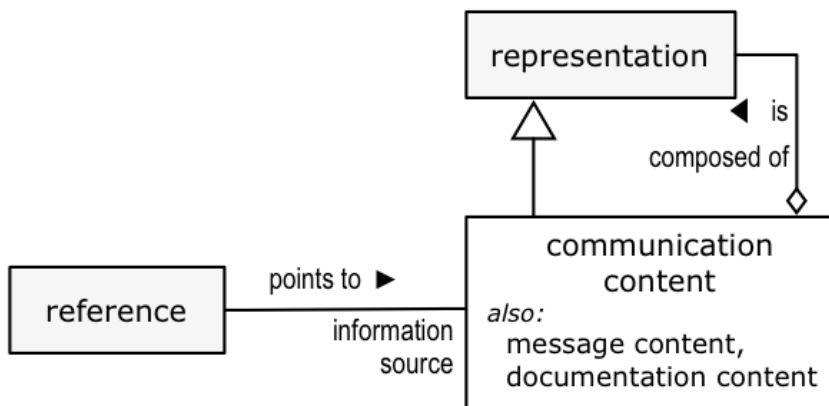 representation
◄ is
composed of
communication
content
also:
message content,
documentation content
reference
points to ►
information
source